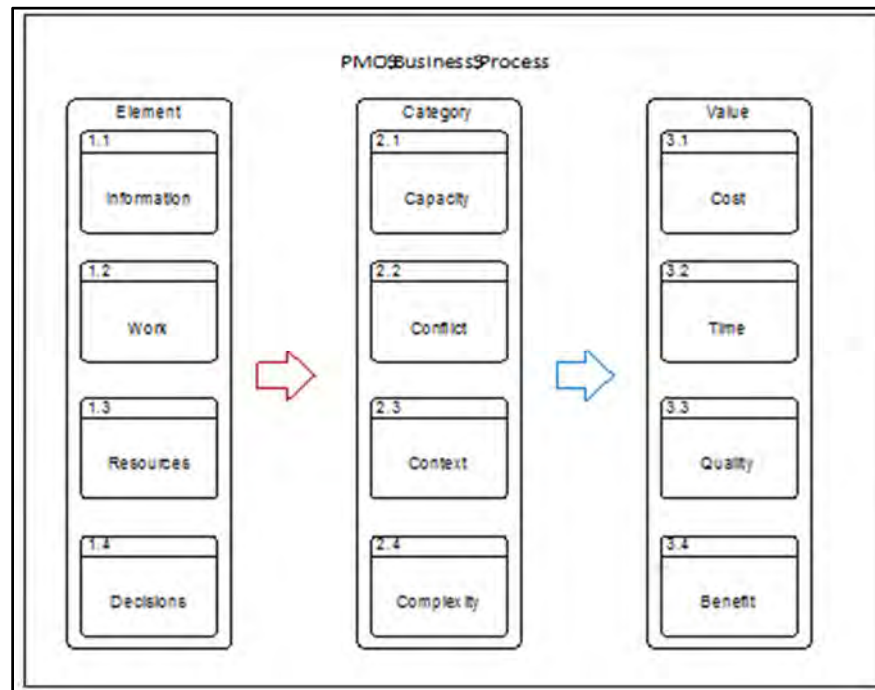 PMO$Business$Process
Element
1.1
Information
1.2
Work
1.3
Resources
1.4
Decisions
Category
2.1
Capacity
2.2
Conflict
2.3
Context
2.4
Complexity
Value
3.1
Cost
3.2
Time
3.3
Quality
3.4
Benefit